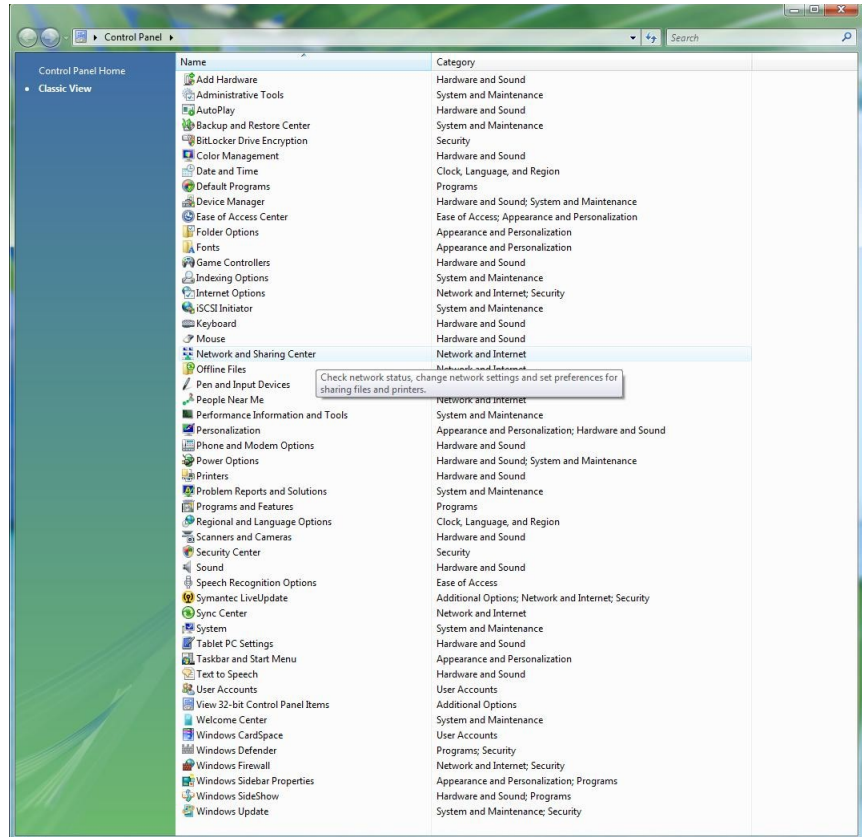 Control Panel
Search
Control Panel Home
Classic View
Name Category
Add Hardware Hardware and Sound
Administrative Tools System and Maintenance
AutoPlay Hardware and Sound
Backup and Restore Center System and Maintenance
BitLocker Drive Encryption Security
Color Management Hardware and Sound
Date and Time Clock, Language, and Region
Default Programs Programs
Device Manager Hardware and Sound; System and Maintenance
Ease of Access Center Ease of Access; Appearance and Personalization
Folder Options Appearance and Personalization
Fonts Appearance and Personalization
Game Controllers Hardware and Sound
Indexing Options System and Maintenance
Internet Options Network and Internet; Security
iSCSI Initiator System and Maintenance
Keyboard Hardware and Sound
Mouse Hardware and Sound
Network and Sharing Center Network and Internet
Offline Files Network and Internet
Check network status, change network settings and set preferences for
sharing files and printers.
Pen and Input Devices
People Near Me Network and Internet
Performance Information and Tools System and Maintenance
Personalization Appearance and Personalization; Hardware and Sound
Phone and Modem Options Hardware and Sound
Power Options Hardware and Sound; System and Maintenance
Printers Hardware and Sound
Problem Reports and Solutions System and Maintenance
Programs and Features Programs
Regional and Language Options Clock, Language, and Region
Scanners and Cameras Hardware and Sound
Security Center Security
Sound Hardware and Sound
Speech Recognition Options Ease of Access
Symantec LiveUpdate Additional Options; Network and Internet; Security
Sync Center Network and Internet
System System and Maintenance
Tablet PC Settings Hardware and Sound
Taskbar and Start Menu Appearance and Personalization
Text to Speech Hardware and Sound
User Accounts User Accounts
View 32-bit Control Panel Items Additional Options
Welcome Center System and Maintenance
Windows CardSpace User Accounts
Windows Defender Programs; Security
Windows Firewall Network and Internet; Security
Windows Sidebar Properties Appearance and Personalization; Programs
Windows SideShow Hardware and Sound; Programs
Windows Update System and Maintenance; Security